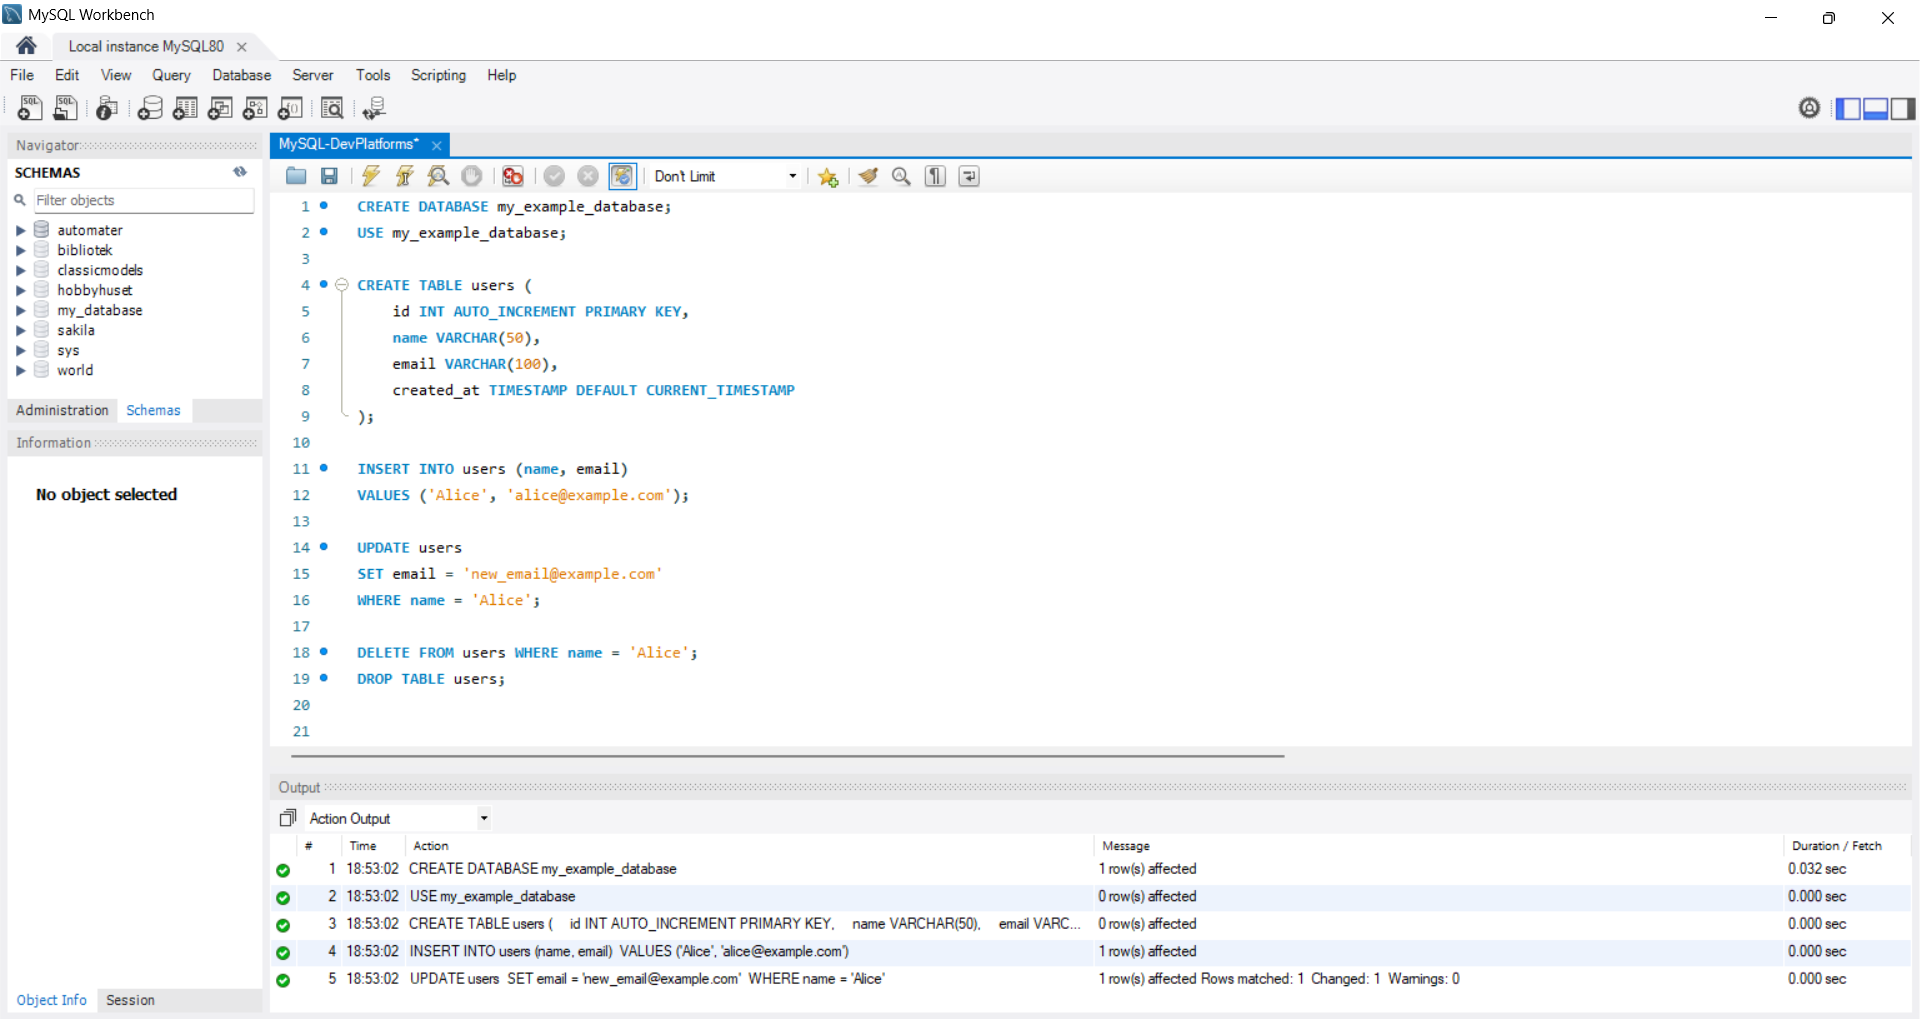 MySQL Workbench
Local instance MySQL80
File Edit View Query Database Server Tools Scripting Help
Navigator
SCHEMAS
Filter objects
automater
bibliotek
classicmodels
hobbyhuset
my_database
sakila
sys
world
Administration Schemas
Information
No object selected
Object Info Session
MySQL-DevPlatforms*
Don't Limit
1 CREATE DATABASE my_example_database;
2 USE my_example_database;
3
4 CREATE TABLE users (
5 id INT AUTO_INCREMENT PRIMARY KEY,
6 name VARCHAR(50),
7 email VARCHAR(100),
8 created_at TIMESTAMP DEFAULT CURRENT_TIMESTAMP
9 );
10
11 INSERT INTO users (name, email)
12 VALUES ('Alice', 'alice@example.com');
13
14 UPDATE users
15 SET email = 'new_email@example.com'
16 WHERE name = 'Alice';
17
18 DELETE FROM users WHERE name = 'Alice';
19 DROP TABLE users;
20
21
Output
Action Output
# Time Action Message Duration / Fetch
1 18:53:02 CREATE DATABASE my_example_database 1 row(s) affected 0.032 sec
2 18:53:02 USE my_example_database 0 row(s) affected 0.000 sec
3 18:53:02 CREATE TABLE users ( id INT AUTO_INCREMENT PRIMARY KEY, name VARCHAR(50), email VARC... 0 row(s) affected 0.000 sec
4 18:53:02 INSERT INTO users (name, email) VALUES ('Alice', 'alice@example.com') 1 row(s) affected 0.000 sec
5 18:53:02 UPDATE users SET email = 'new_email@example.com' WHERE name = 'Alice' 1 row(s) affected Rows matched: 1 Changed: 1 Warnings: 0 0.000 sec